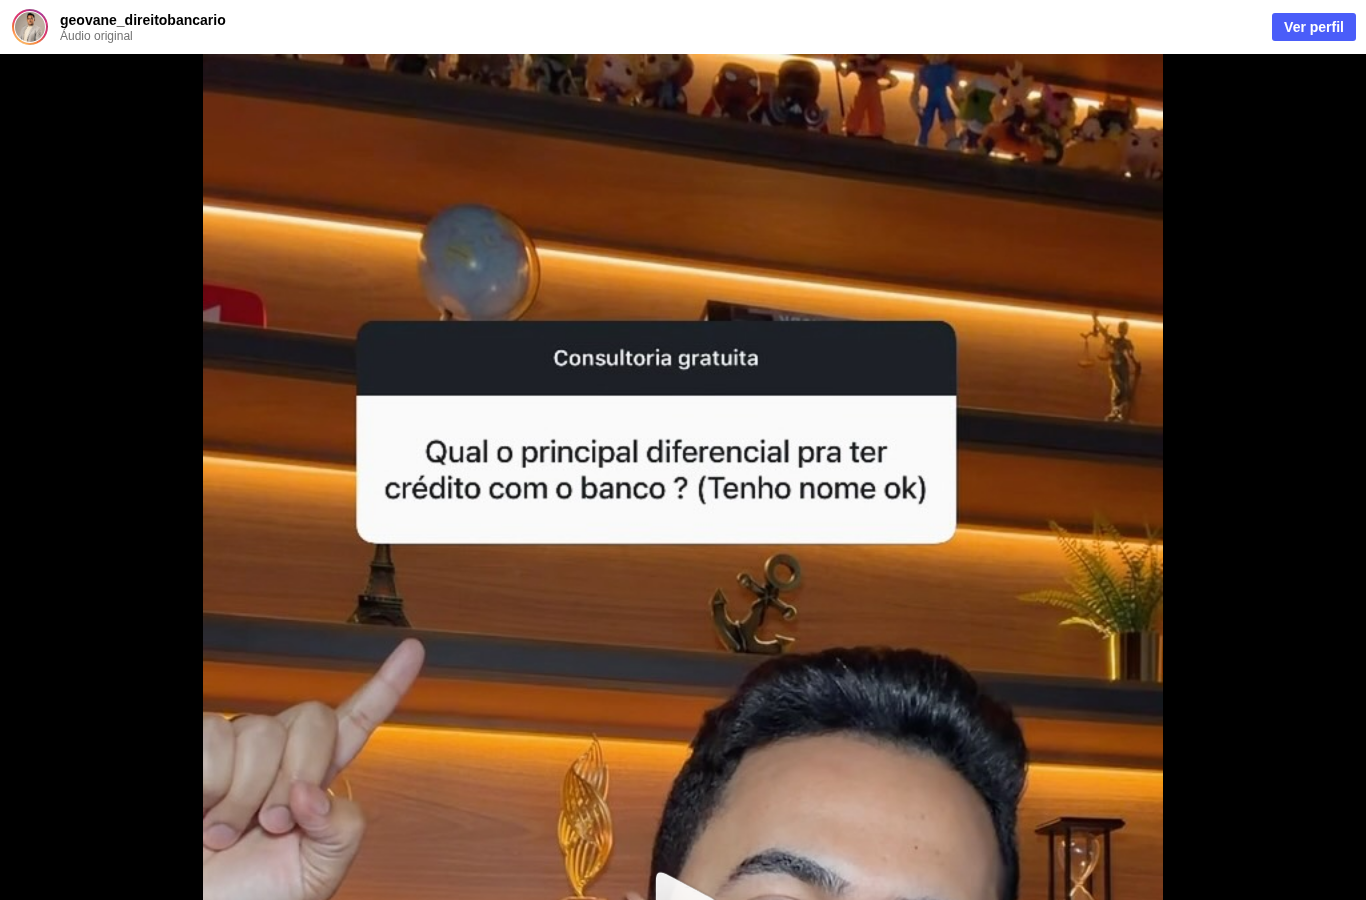 geovane_direitobancario
Áudio original
Ver perfil
Consultoria gratuita
Qual o principal diferencial pra ter
crédito com o banco ? (Tenho nome ok)